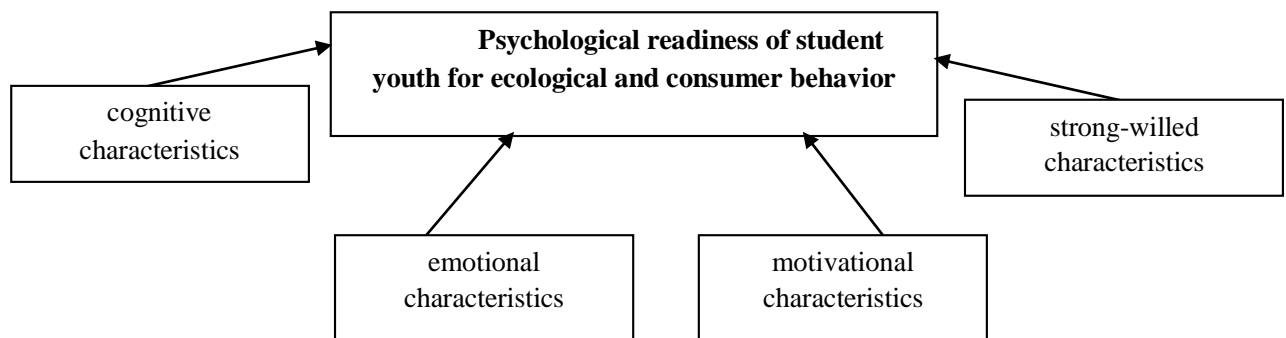 Psychological readiness of student
youth for ecological and consumer behavior
cognitive
characteristics
strong-willed
characteristics
emotional
characteristics
motivational
characteristics